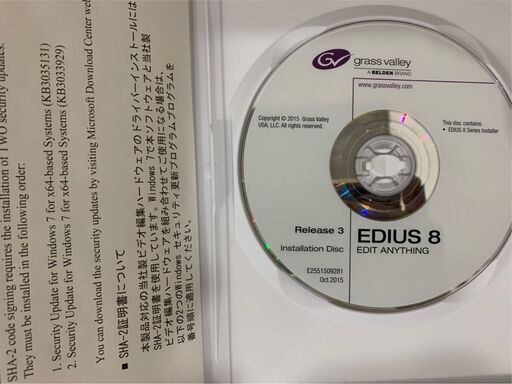 SHA-2 code signing requires the installation of TWO security updates.
They must be installed in the following order:
1. Security Update for Windows 7 for x64-based Systems (KB3035131)
2. Security Update for Windows 7 for x64-based Systems (KB3033929)
You can download the security updates by visiting Microsoft Download Center web
■ SHA-2証明書について
本製品対応の当社製ビデオ編集ハードウェアのドライバーインストールには
SHA-2証明書を使用しています。Windows 7で本ソフトウェアと当社製
ビデオ編集ハードウェアを組み合わせてご使用になる場合は、
以下の2つのWindows セキュリティ更新プログラムを
番号順に適用してください。
GV
grass valley
A BELDEN BRAND
www.grassvalley.com
Copyright © 2015 Grass Valley
USA, LLC. All rights reserved.
This disc contains:
• EDIUS 8 Series Installer
Release 3
Installation Disc
EDIUS 8
EDIT ANYTHING
E2551509281
Oct.2015